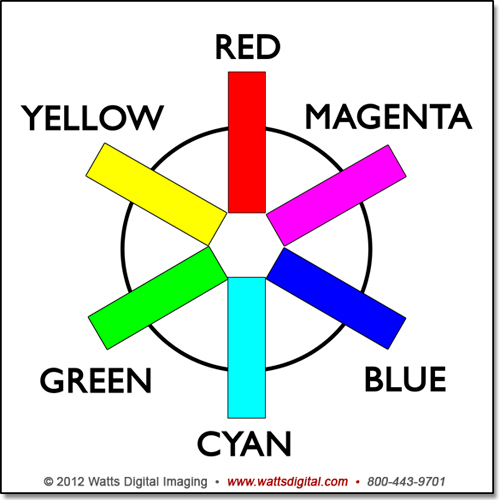 RED
YELLOW
MAGENTA
GREEN
BLUE
CYAN
© 2012 Watts Digital Imaging • www.wattsdigital.com • 800-443-9701